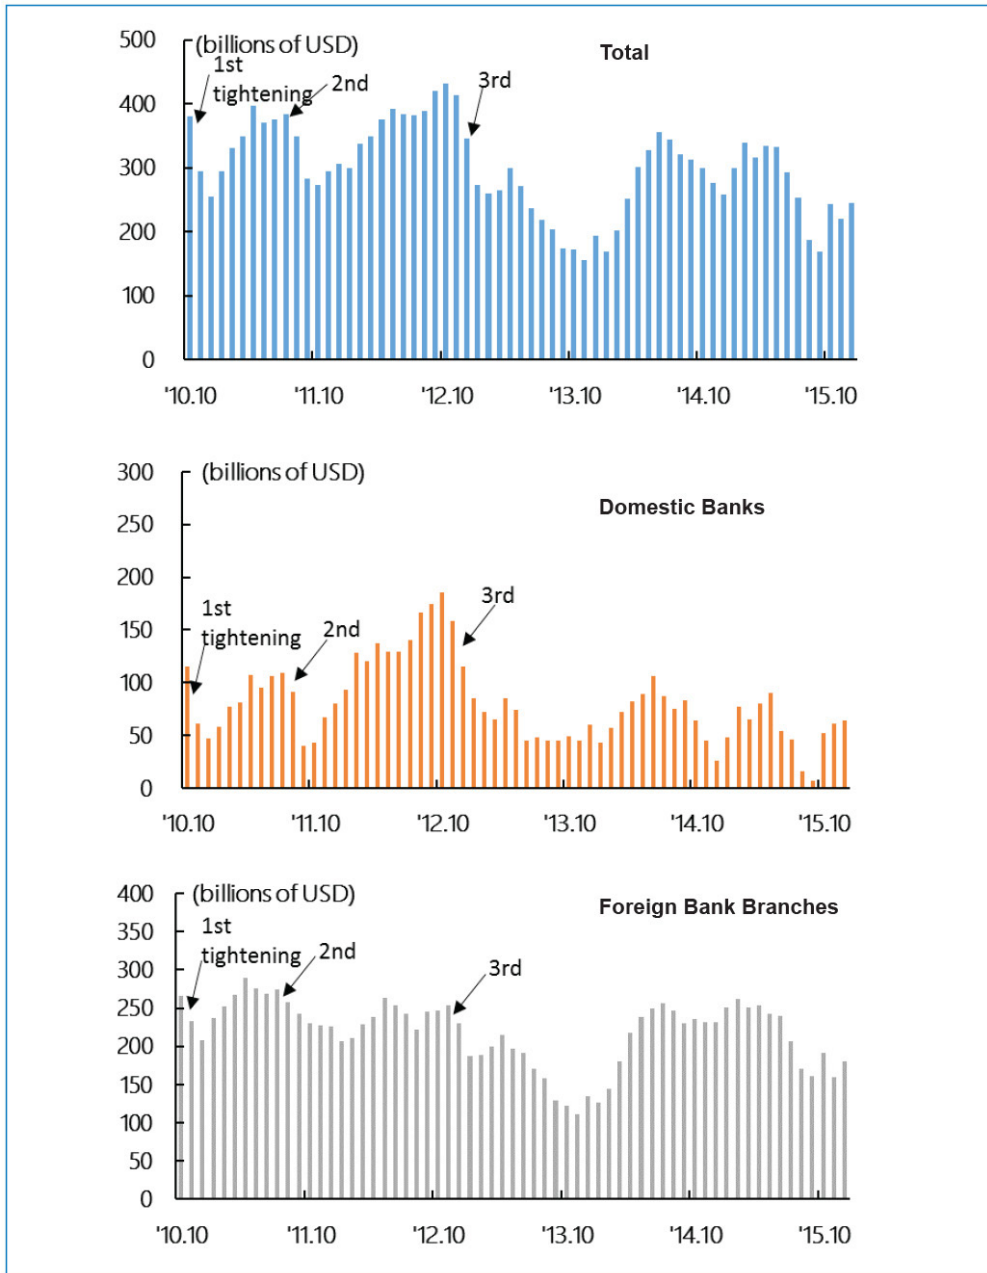 500
(billions of USD)
Total
1st
tightening
2nd
3rd
400
300
200
100
0
'10.10
'11.10
'12.10
'13.10
'14.10
'15.10
300
(billions of USD)
Domestic Banks
250
200
1st
tightening
2nd
3rd
150
100
50
0
'10.10
'11.10
'12.10
'13.10
'14.10
'15.10
400
(billions of USD)
Foreign Bank Branches
350
1st
tightening
2nd
3rd
300
250
200
150
100
50
0
'10.10
'11.10
'12.10
'13.10
'14.10
'15.10